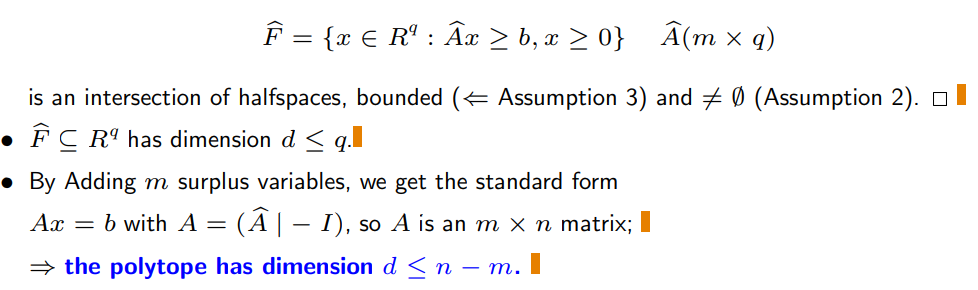 F̂ = {x ∈ R^q : Âx ≥ b, x ≥ 0}   Â(m × q)
is an intersection of halfspaces, bounded (⇐ Assumption 3) and ≠ ∅ (Assumption 2). □
• F̂ ⊆ R^q has dimension d ≤ q.
• By Adding m surplus variables, we get the standard form
Ax = b with A = (Â | − I), so A is an m × n matrix;
⇒ the polytope has dimension d ≤ n − m.